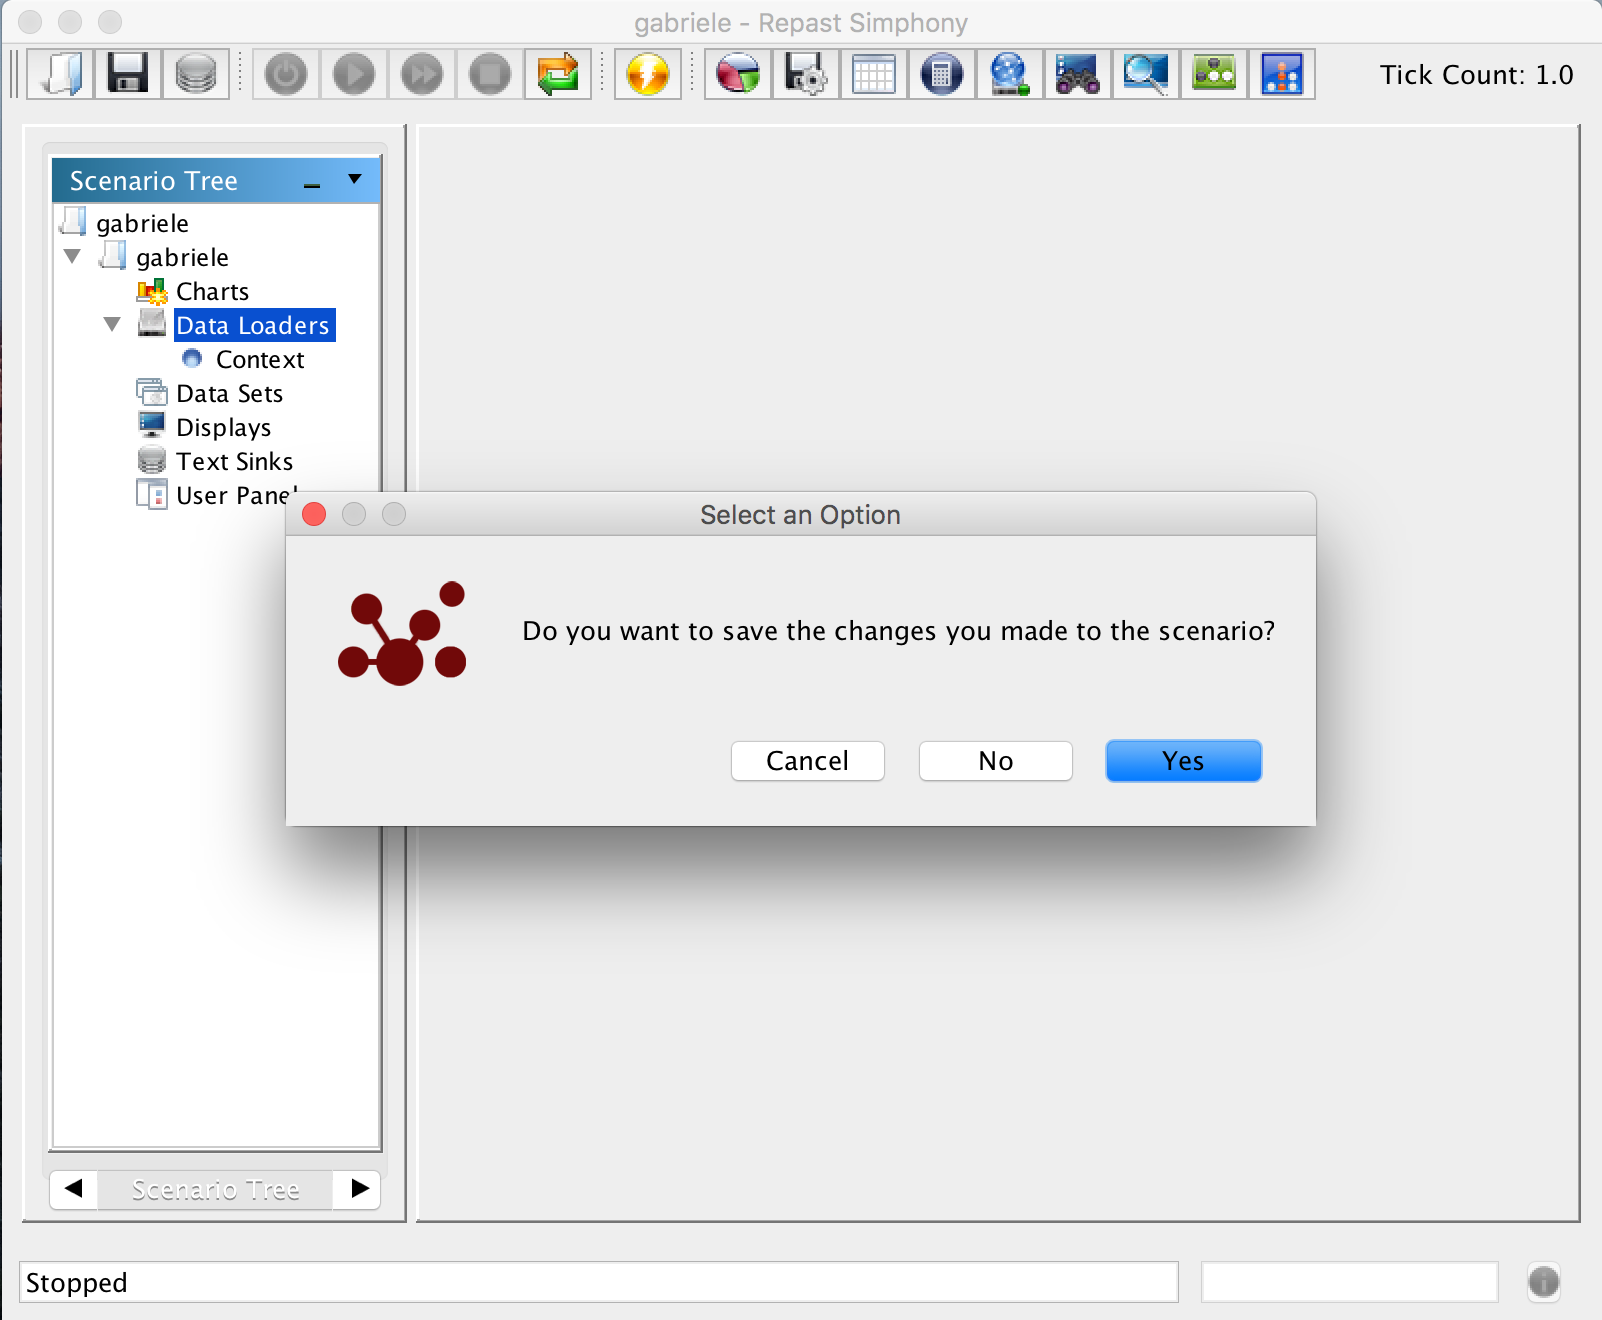 gabriele - Repast Simphony
Tick Count: 1.0
Scenario Tree
gabriele
gabriele
Charts
Data Loaders
Context
Data Sets
Displays
Text Sinks
User Panel
Select an Option
Do you want to save the changes you made to the scenario?
Cancel No Yes
Scenario Tree
Stopped